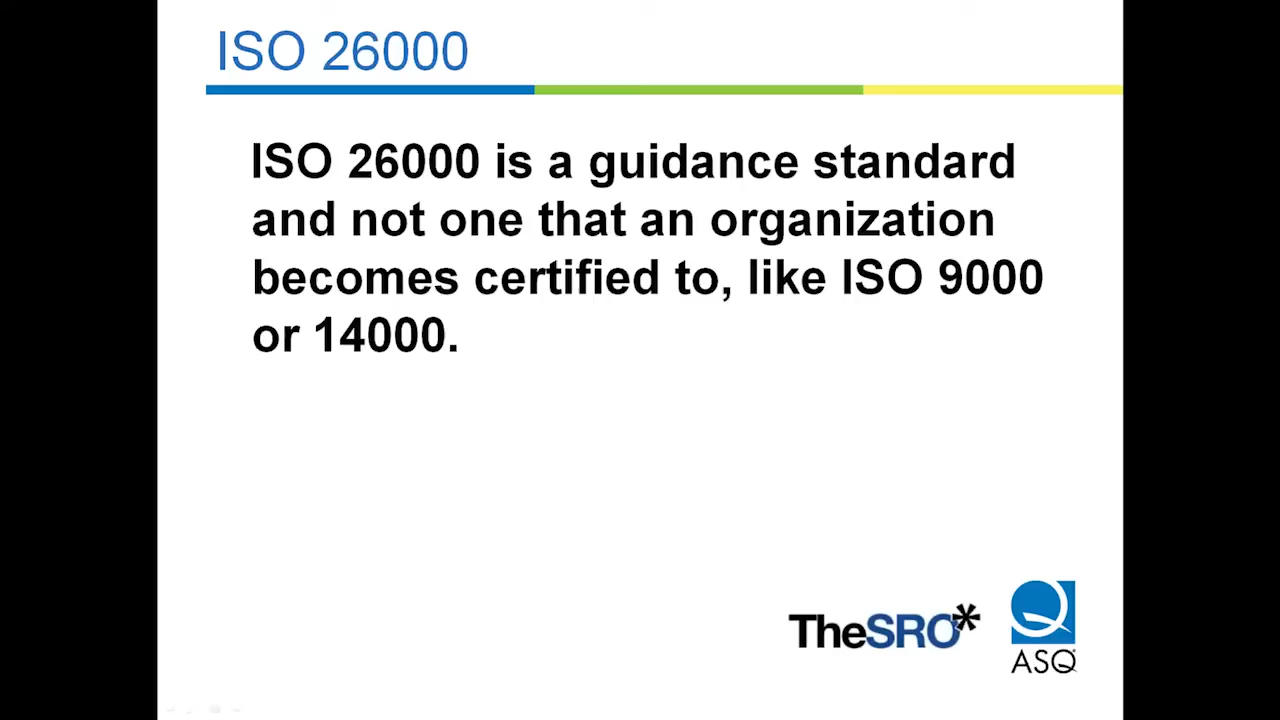 ISO 26000
ISO 26000 is a guidance standard
and not one that an organization
becomes certified to, like ISO 9000
or 14000.
TheSRO*
ASQ